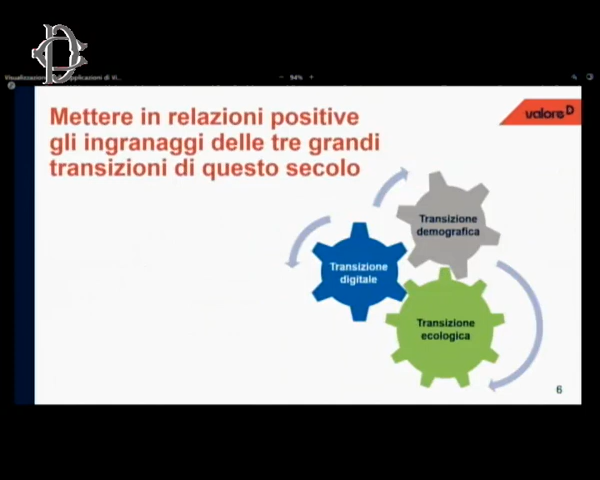 94%
Mettere in relazioni positive
gli ingranaggi delle tre grandi
transizioni di questo secolo
valore D
Transizione
demografica
Transizione
digitale
Transizione
ecologica
6